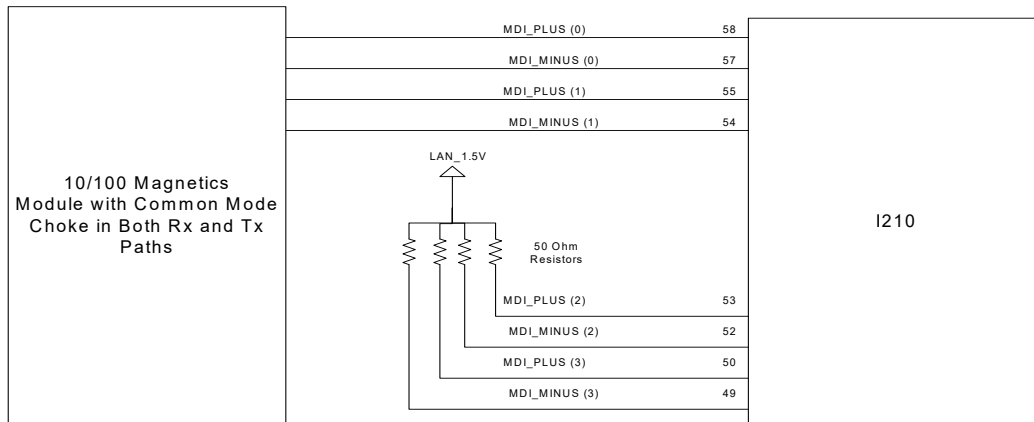 MDI_PLUS (0) 58
MDI_MINUS (0) 57
MDI_PLUS (1) 55
MDI_MINUS (1) 54
LAN_1.5V
10/100 Magnetics
Module with Common Mode
Choke in Both Rx and Tx
Paths
I210
50 Ohm
Resistors
MDI_PLUS (2) 53
MDI_MINUS (2) 52
MDI_PLUS (3) 50
MDI_MINUS (3) 49